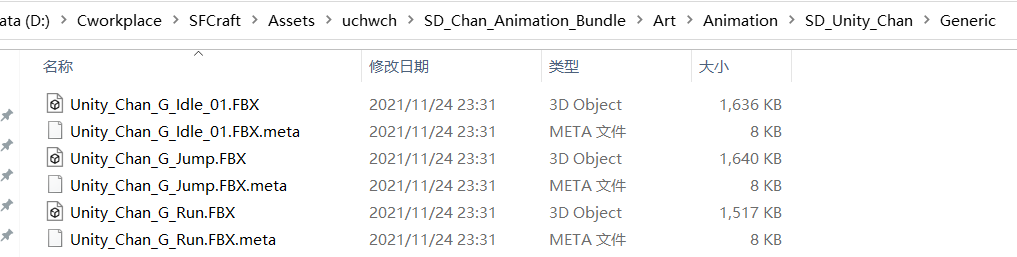 ata (D:) > Cworkplace > SFCraft > Assets > uchwch > SD_Chan_Animation_Bundle > Art > Animation > SD_Unity_Chan > Generic
名称 修改日期 类型 大小
Unity_Chan_G_Idle_01.FBX 2021/11/24 23:31 3D Object 1,636 KB
Unity_Chan_G_Idle_01.FBX.meta 2021/11/24 23:31 META 文件 8 KB
Unity_Chan_G_Jump.FBX 2021/11/24 23:31 3D Object 1,640 KB
Unity_Chan_G_Jump.FBX.meta 2021/11/24 23:31 META 文件 8 KB
Unity_Chan_G_Run.FBX 2021/11/24 23:31 3D Object 1,517 KB
Unity_Chan_G_Run.FBX.meta 2021/11/24 23:31 META 文件 8 KB